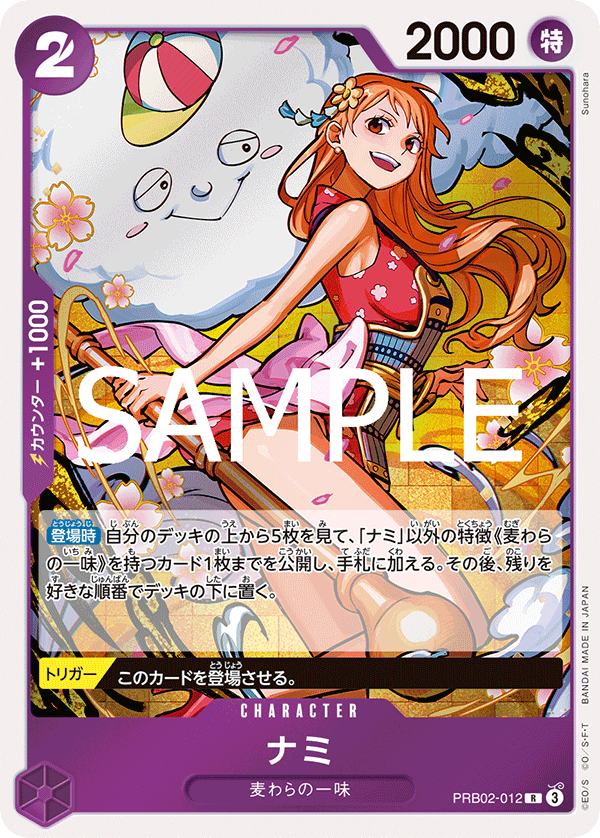 2
2000
特
Sunohara
カウンター +1000
SAMPLE
登場時 自分のデッキの上から5枚を見て、「ナミ」以外の特徴《麦わら
の一味》を持つカード1枚までを公開し、手札に加える。その後、残りを
好きな順番でデッキの下に置く。
トリガー このカードを登場させる。
CHARACTER
ナミ
麦わらの一味
PRB02-012 R 3
©E.O/S ©O/S・F・T BANDAI MADE IN JAPAN